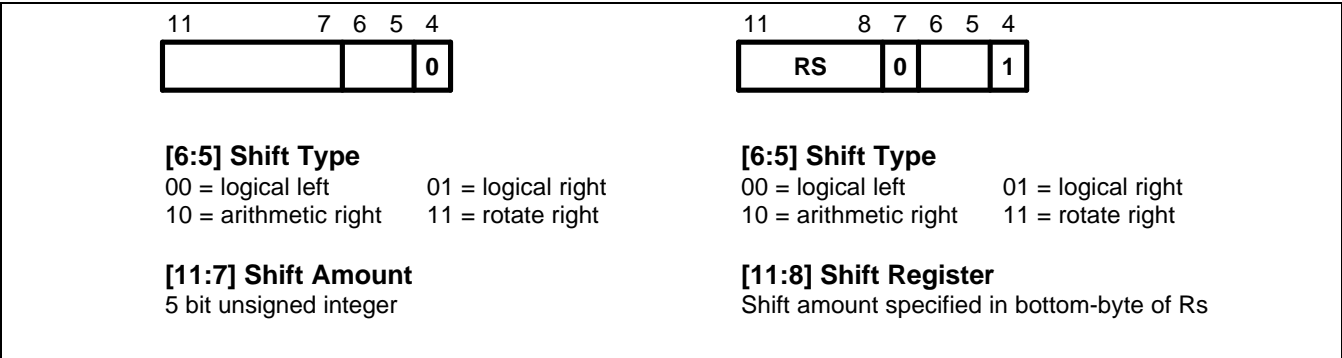 11 7 6 5 4
0
[6:5] Shift Type
00 = logical left 01 = logical right
10 = arithmetic right 11 = rotate right
[11:7] Shift Amount
5 bit unsigned integer
11 8 7 6 5 4
RS 0 1
[6:5] Shift Type
00 = logical left 01 = logical right
10 = arithmetic right 11 = rotate right
[11:8] Shift Register
Shift amount specified in bottom-byte of Rs